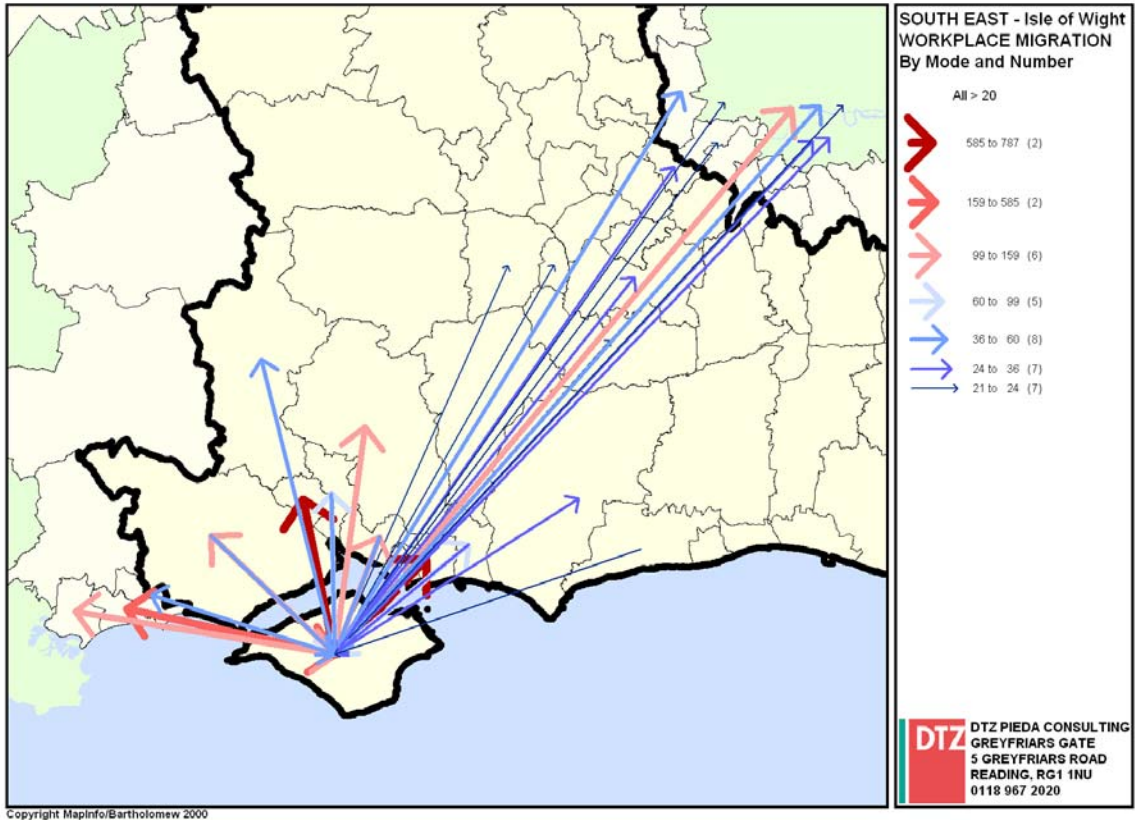 SOUTH EAST - Isle of Wight
WORKPLACE MIGRATION
By Mode and Number
All > 20
585 to 787 (2)
159 to 585 (2)
99 to 159 (6)
60 to 99 (5)
36 to 60 (8)
24 to 36 (7)
21 to 24 (7)
DTZ
DTZ PIEDA CONSULTING
GREYFRIARS GATE
5 GREYFRIARS ROAD
READING, RG1 1NU
0118 967 2020
Copyright MapInfo/Bartholomew 2000